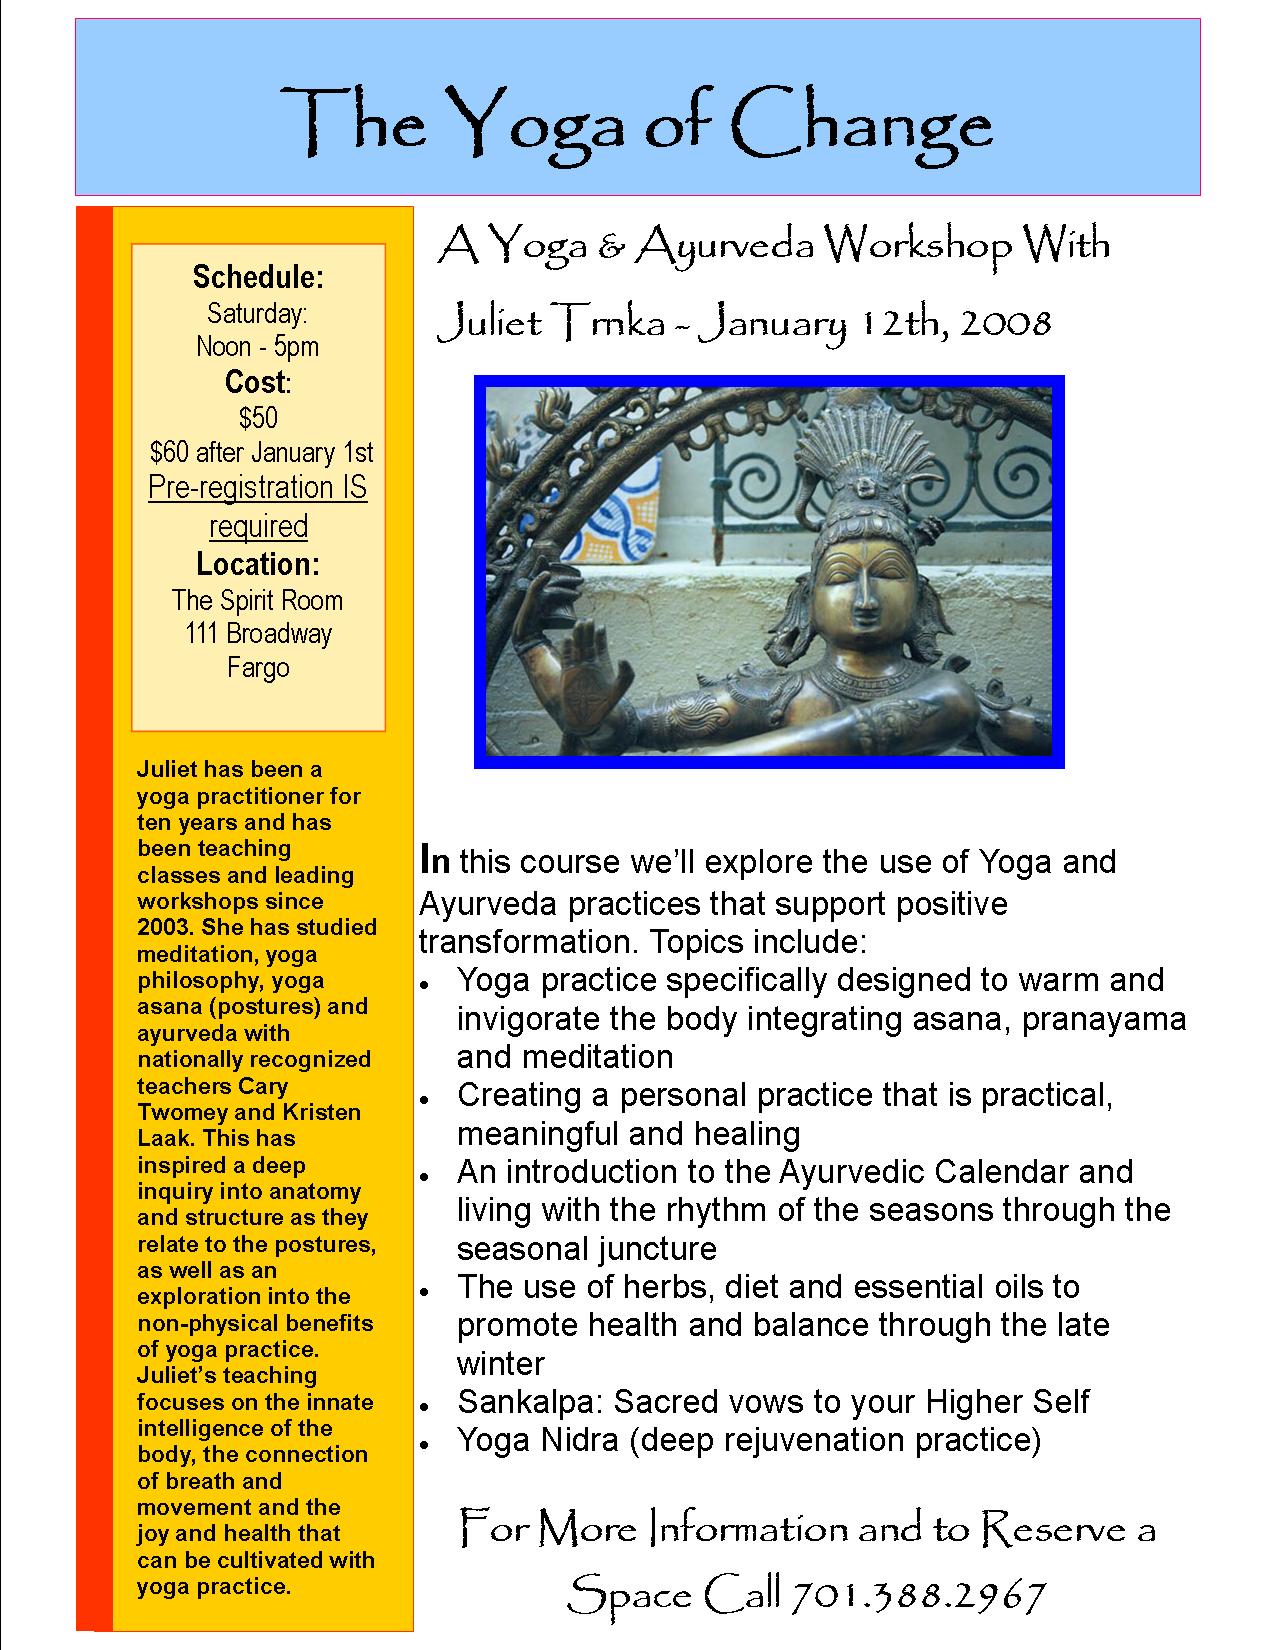 The Yoga of Change
A Yoga & Ayurveda Workshop With
Juliet Trnka - January 12th, 2008
Schedule:
Saturday:
Noon - 5pm
Cost:
$50
$60 after January 1st
Pre-registration IS
required
Location:
The Spirit Room
111 Broadway
Fargo
Juliet has been a
yoga practitioner for
ten years and has
been teaching
classes and leading
workshops since
2003. She has studied
meditation, yoga
philosophy, yoga
asana (postures) and
ayurveda with
nationally recognized
teachers Cary
Twomey and Kristen
Laak. This has
inspired a deep
inquiry into anatomy
and structure as they
relate to the postures,
as well as an
exploration into the
non-physical benefits
of yoga practice.
Juliet’s teaching
focuses on the innate
intelligence of the
body, the connection
of breath and
movement and the
joy and health that
can be cultivated with
yoga practice.
In this course we’ll explore the use of Yoga and
Ayurveda practices that support positive
transformation. Topics include:
• Yoga practice specifically designed to warm and
invigorate the body integrating asana, pranayama
and meditation
• Creating a personal practice that is practical,
meaningful and healing
• An introduction to the Ayurvedic Calendar and
living with the rhythm of the seasons through the
seasonal juncture
• The use of herbs, diet and essential oils to
promote health and balance through the late
winter
• Sankalpa: Sacred vows to your Higher Self
• Yoga Nidra (deep rejuvenation practice)
For More Information and to Reserve a
Space Call 701.388.2967